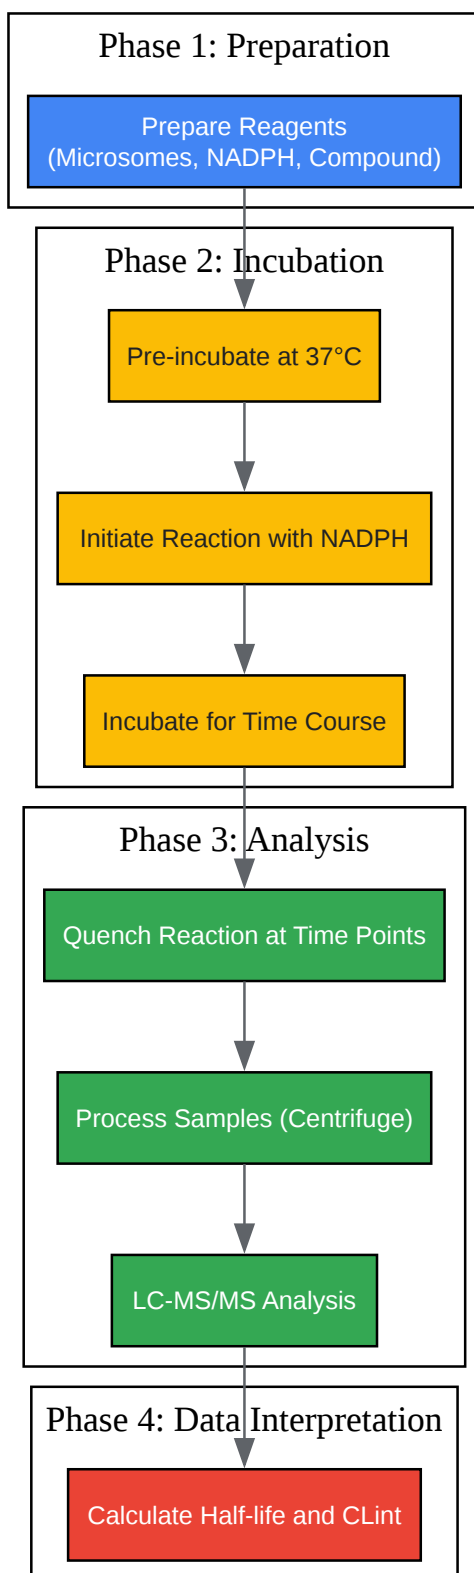 Phase 1: Preparation
Prepare Reagents
(Microsomes, NADPH, Compound)
Phase 2: Incubation
Pre-incubate at 37°C
Initiate Reaction with NADPH
Incubate for Time Course
Phase 3: Analysis
Quench Reaction at Time Points
Process Samples (Centrifuge)
LC-MS/MS Analysis
Phase 4: Data Interpretation
Calculate Half-life and CLint